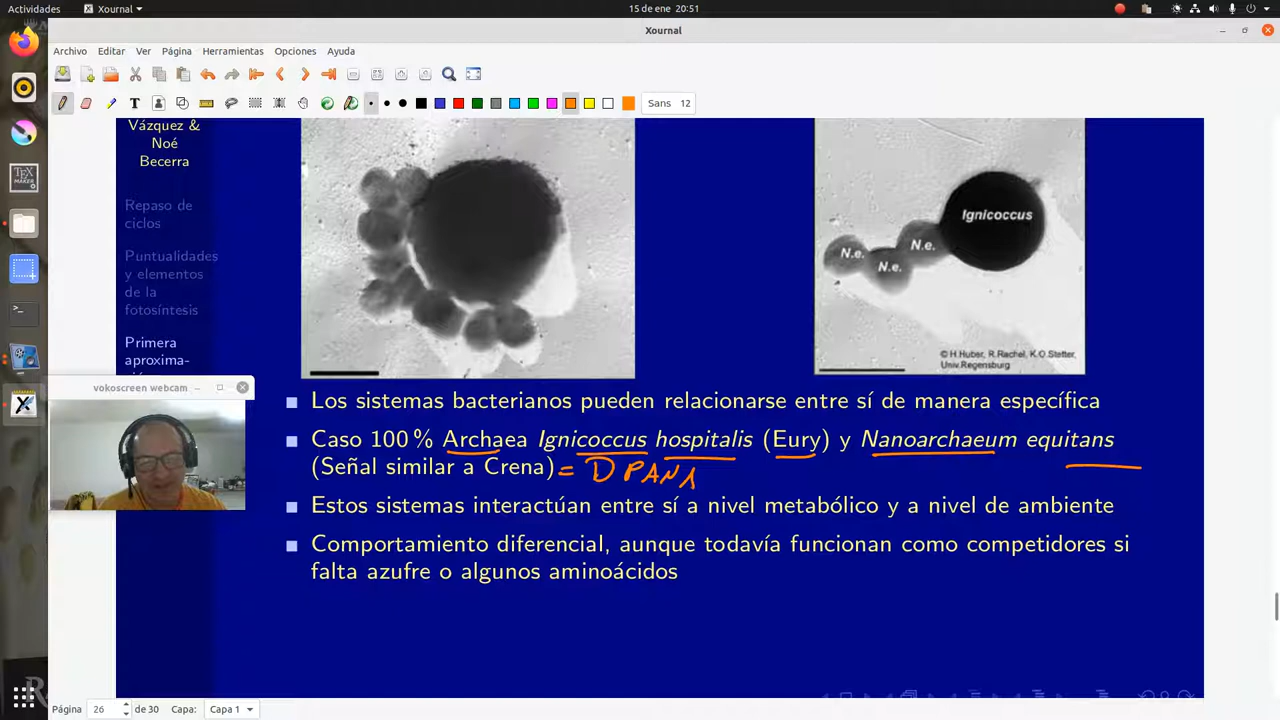 Actividades
Xournal
15 de ene 20:51
Xournal
Archivo Editar Ver Página Herramientas Opciones Ayuda
Sans 12
Vázquez &
Noé
Becerra
Repaso de
ciclos
Puntualidades
y elementos
de la
fotosíntesis
Primera
aproxima-
vokoscreen webcam
Ignicoccus
N.e.
N.e.
N.e.
© H.Huber, R.Rachel, K.O.Stetter,
Univ.Regensburg
Los sistemas bacterianos pueden relacionarse entre sí de manera específica
Caso 100 % Archaea Ignicoccus hospitalis (Eury) y Nanoarchaeum equitans
(Señal similar a Crena) = DPANA
Estos sistemas interactúan entre sí a nivel metabólico y a nivel de ambiente
Comportamiento diferencial, aunque todavía funcionan como competidores si
falta azufre o algunos aminoácidos
Página 26 de 30 Capa: Capa 1